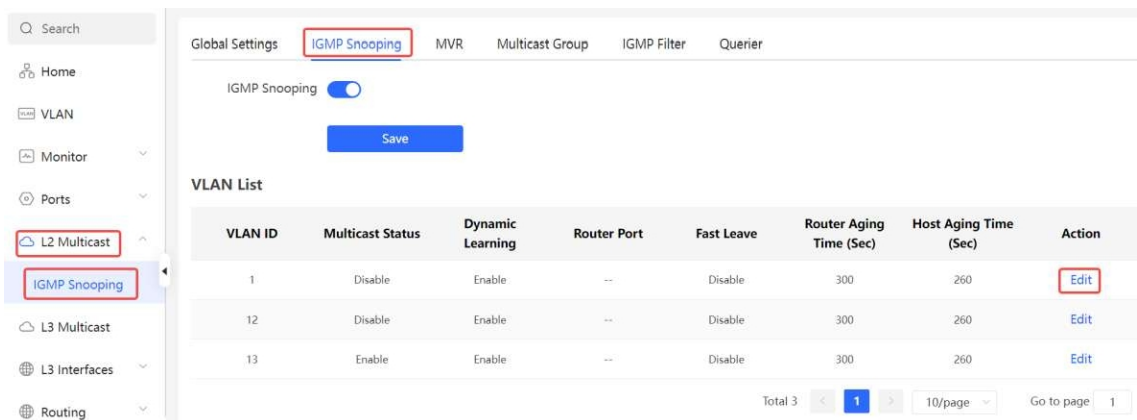 Search
Home
VLAN VLAN
Monitor
Ports
L2 Multicast
IGMP Snooping
L3 Multicast
L3 Interfaces
Routing
Global Settings IGMP Snooping MVR Multicast Group IGMP Filter Querier
IGMP Snooping
Save
VLAN List
VLAN ID Multicast Status Dynamic Learning Router Port Fast Leave Router Aging Time (Sec) Host Aging Time (Sec) Action
1 Disable Enable -- Disable 300 260 Edit
12 Disable Enable -- Disable 300 260 Edit
13 Enable Enable -- Disable 300 260 Edit
Total 3 < 1 > 10/page Go to page 1